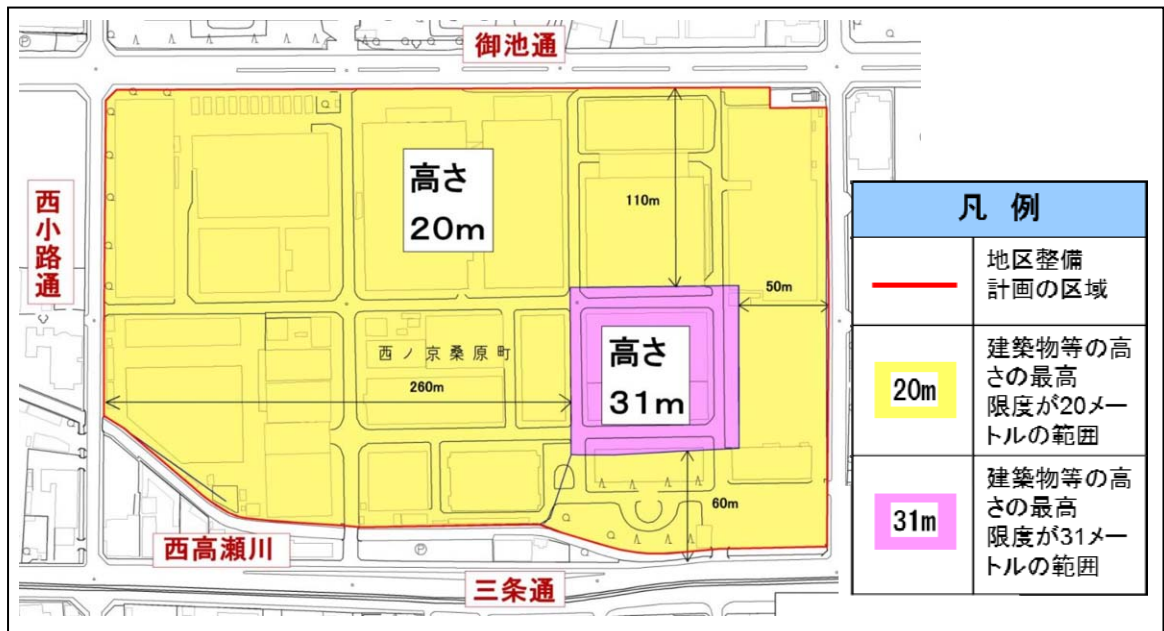 御池通
高さ
20m
110m
西小路通
50m
西ノ京桑原町
260m
高さ
31m
60m
西高瀬川
三条通
凡 例
地区整備
計画の区域
20m
建築物等の高
さの最高
限度が20メー
トルの範囲
31m
建築物等の高
さの最高
限度が31メー
トルの範囲